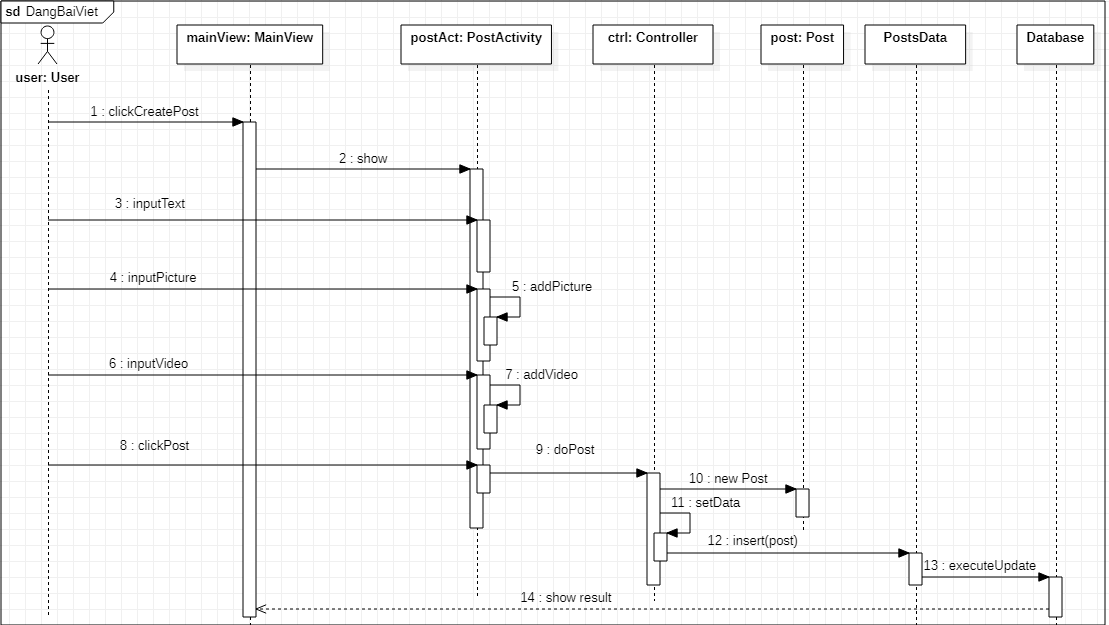 sd DangBaiViet
user: User
mainView: MainView
postAct: PostActivity
ctrl: Controller
post: Post
PostsData
Database
1 : clickCreatePost
2 : show
3 : inputText
4 : inputPicture
5 : addPicture
6 : inputVideo
7 : addVideo
8 : clickPost
9 : doPost
10 : new Post
11 : setData
12 : insert(post)
13 : executeUpdate
14 : show result